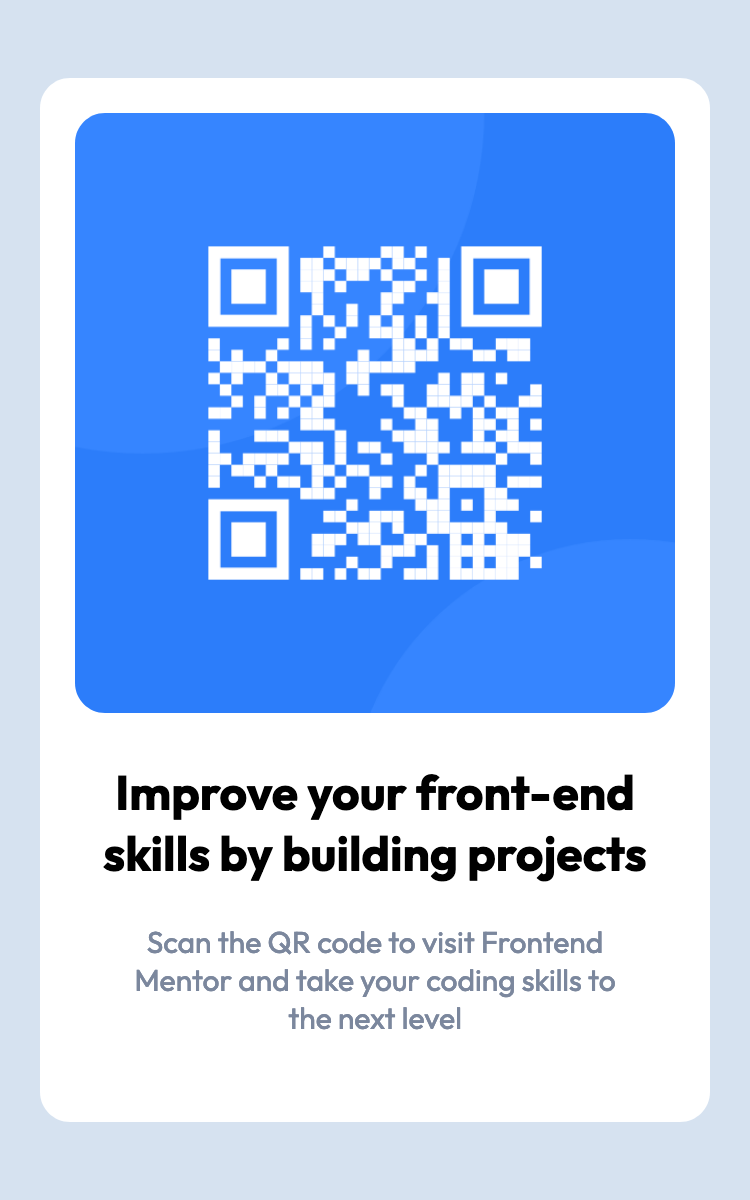 Improve your front-end
skills by building projects
Scan the QR code to visit Frontend
Mentor and take your coding skills to
the next level